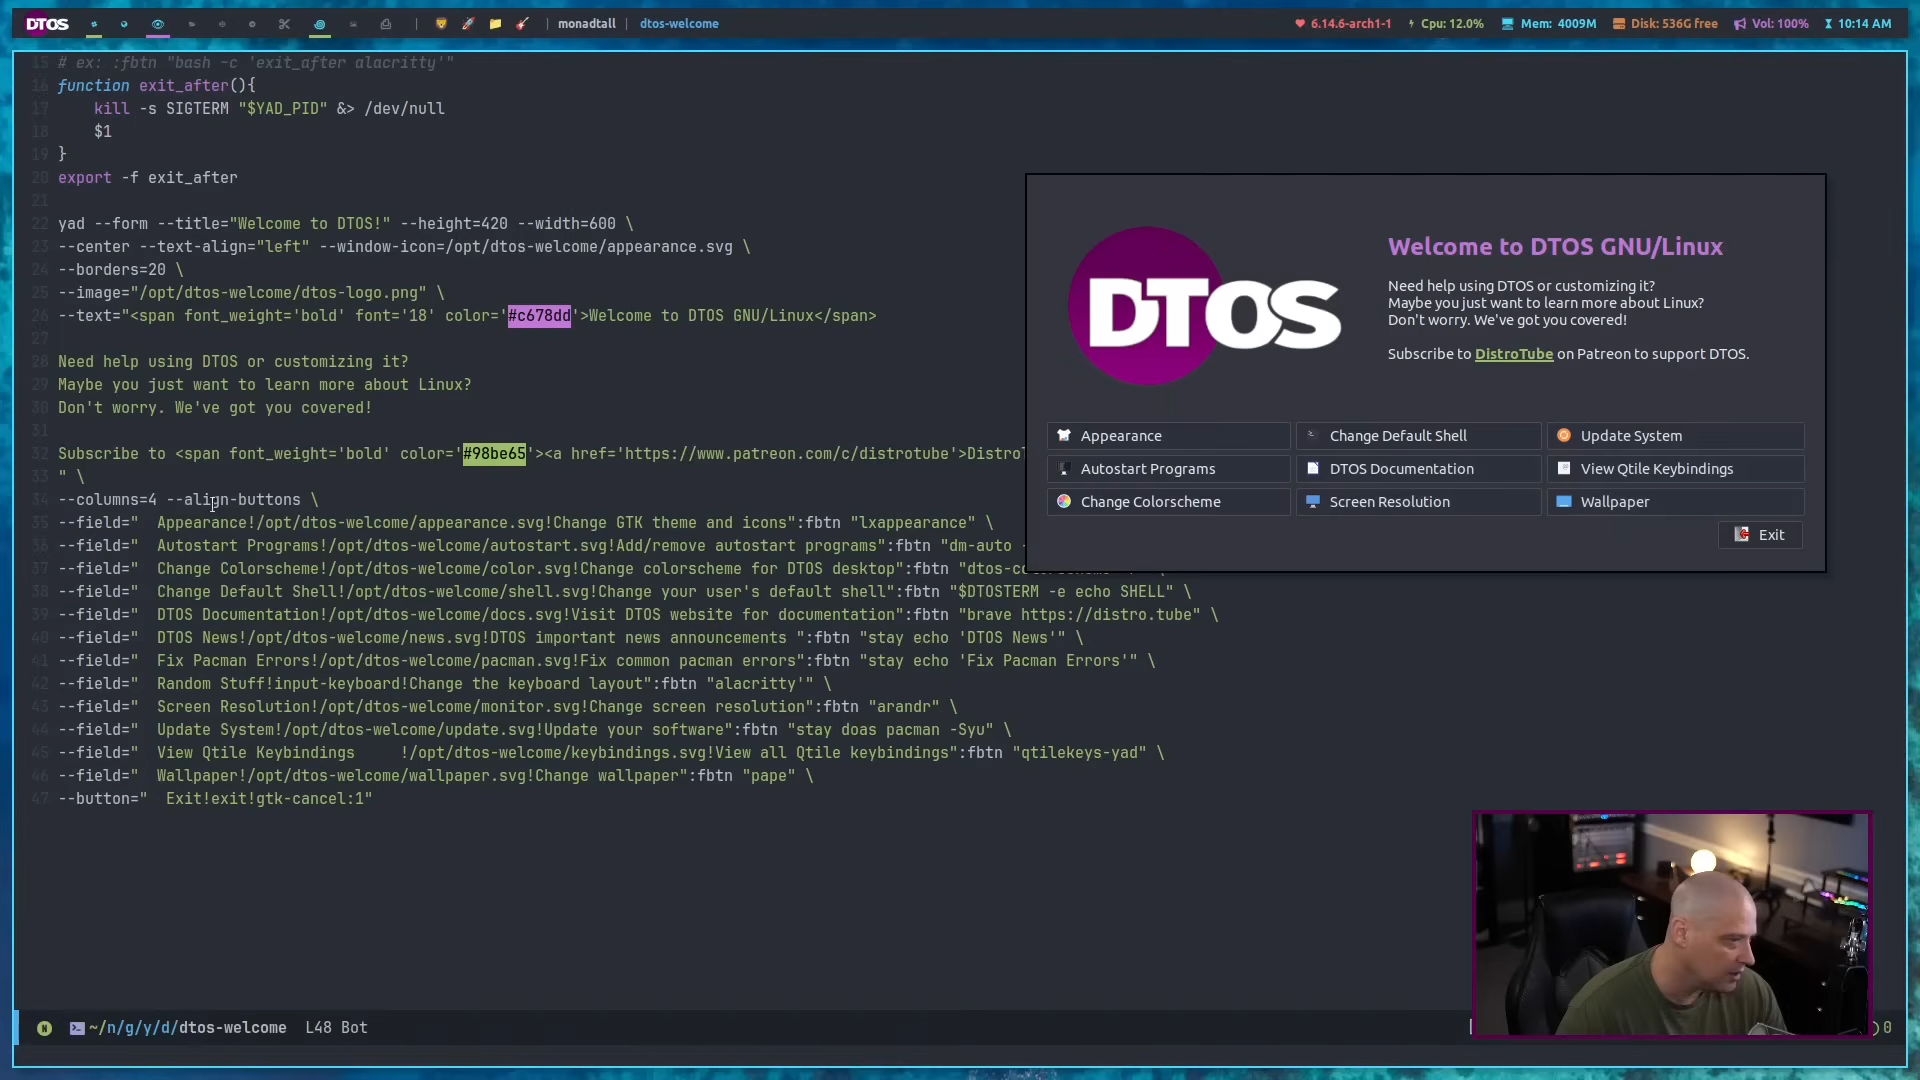 DTOS | monadtall | dtos-welcome 6.14.6-arch1-1 Cpu: 12.0% Mem: 4009M Disk: 536G free Vol: 100% 10:14 AM
15 # ex: :fbtn "bash -c 'exit_after alacritty'"
16 function exit_after(){
17 kill -s SIGTERM "$YAD_PID" &> /dev/null
18 $1
19 }
20 export -f exit_after
21
22 yad --form --title="Welcome to DTOS!" --height=420 --width=600 \
23 --center --text-align="left" --window-icon=/opt/dtos-welcome/appearance.svg \
24 --borders=20 \
25 --image="/opt/dtos-welcome/dtos-logo.png" \
26 --text="<span font_weight='bold' font='18' color='#c678dd'>Welcome to DTOS GNU/Linux</span>
27
28 Need help using DTOS or customizing it?
29 Maybe you just want to learn more about Linux?
30 Don't worry. We've got you covered!
31
32 Subscribe to <span font_weight='bold' color='#98be65'><a href='https://www.patreon.com/c/distrotube'>Distro
33 " \
34 --columns=4 --align-buttons \
35 --field="  Appearance!/opt/dtos-welcome/appearance.svg!Change GTK theme and icons":fbtn "lxappearance" \
36 --field="  Autostart Programs!/opt/dtos-welcome/autostart.svg!Add/remove autostart programs":fbtn "dm-auto
37 --field="  Change Colorscheme!/opt/dtos-welcome/color.svg!Change colorscheme for DTOS desktop":fbtn \
38 --field="  Change Default Shell!/opt/dtos-welcome/shell.svg!Change your user's default shell":fbtn "$DTOSTERM -e echo SHELL" \
39 --field="  DTOS Documentation!/opt/dtos-welcome/docs.svg!Visit DTOS website for documentation":fbtn "brave https://distro.tube" \
40 --field="  DTOS News!/opt/dtos-welcome/news.svg!DTOS important news announcements ":fbtn "stay echo 'DTOS News'" \
41 --field="  Fix Pacman Errors!/opt/dtos-welcome/pacman.svg!Fix common pacman errors":fbtn "stay echo 'Fix Pacman Errors'" \
42 --field="  Random Stuff!input-keyboard!Change the keyboard layout":fbtn "alacritty'" \
43 --field="  Screen Resolution!/opt/dtos-welcome/monitor.svg!Change screen resolution":fbtn "arandr" \
44 --field="  Update System!/opt/dtos-welcome/update.svg!Update your software":fbtn "stay doas pacman -Syu" \
45 --field="  View Qtile Keybindings     !/opt/dtos-welcome/keybindings.svg!View all Qtile keybindings":fbtn "qtilekeys-yad" \
46 --field="  Wallpaper!/opt/dtos-welcome/wallpaper.svg!Change wallpaper":fbtn "pape" \
47 --button="  Exit!exit!gtk-cancel:1"
DTOS
Welcome to DTOS GNU/Linux
Need help using DTOS or customizing it?
Maybe you just want to learn more about Linux?
Don't worry. We've got you covered!
Subscribe to DistroTube on Patreon to support DTOS.
Appearance Change Default Shell Update System
Autostart Programs DTOS Documentation View Qtile Keybindings
Change Colorscheme Screen Resolution Wallpaper
Exit
N ~/n/g/y/d/dtos-welcome L48 Bot 0